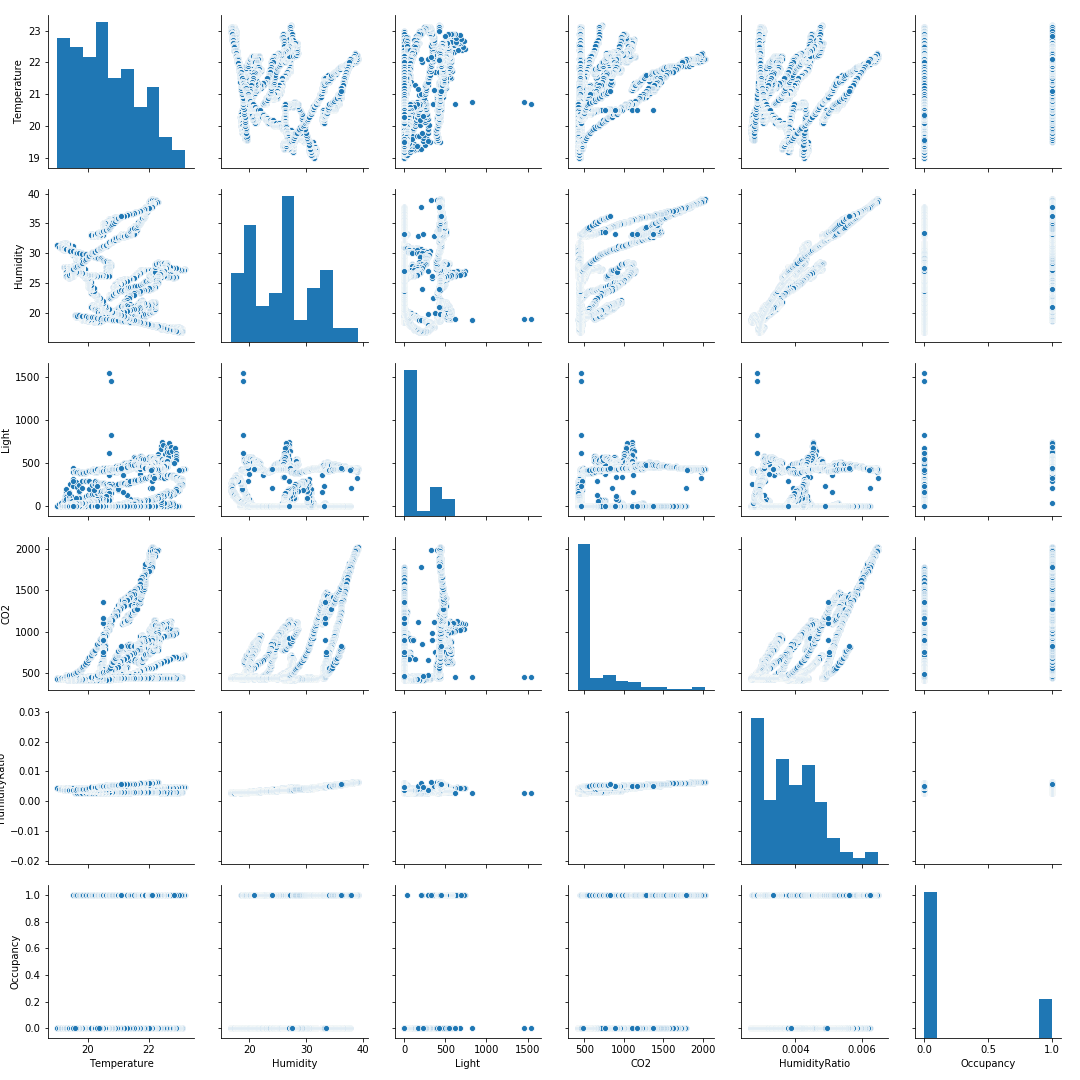 23
22
21
20
19
Temperature
40
35
30
25
20
Humidity
1500
1000
500
0
Light
2000
1500
1000
500
CO2
0.03
0.02
0.01
0.00
−0.01
−0.02
HumidityRatio
1.0
0.8
0.6
0.4
0.2
0.0
Occupancy
20 22
Temperature
20 30 40
Humidity
0 500 1000 1500
Light
500 1000 1500 2000
CO2
0.004 0.006
HumidityRatio
0.0 0.5 1.0
Occupancy